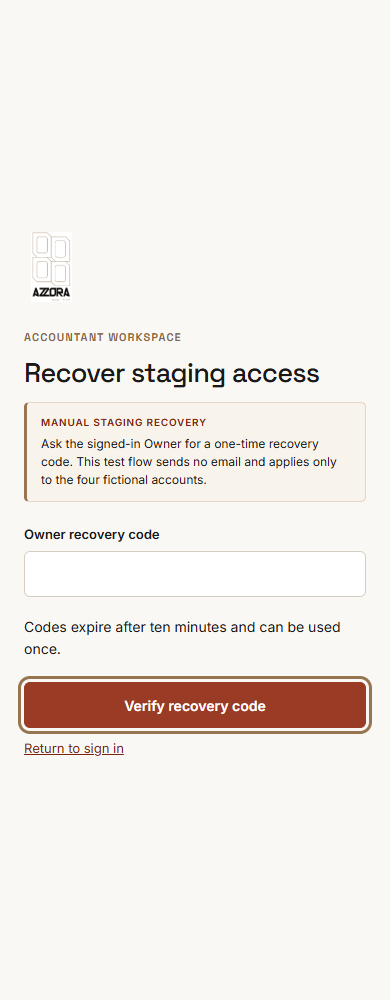 AZZORA
ACCOUNTANT WORKSPACE
Recover staging access
MANUAL STAGING RECOVERY
Ask the signed-in Owner for a one-time recovery
code. This test flow sends no email and applies only
to the four fictional accounts.
Owner recovery code
Codes expire after ten minutes and can be used
once.
Verify recovery code
Return to sign in